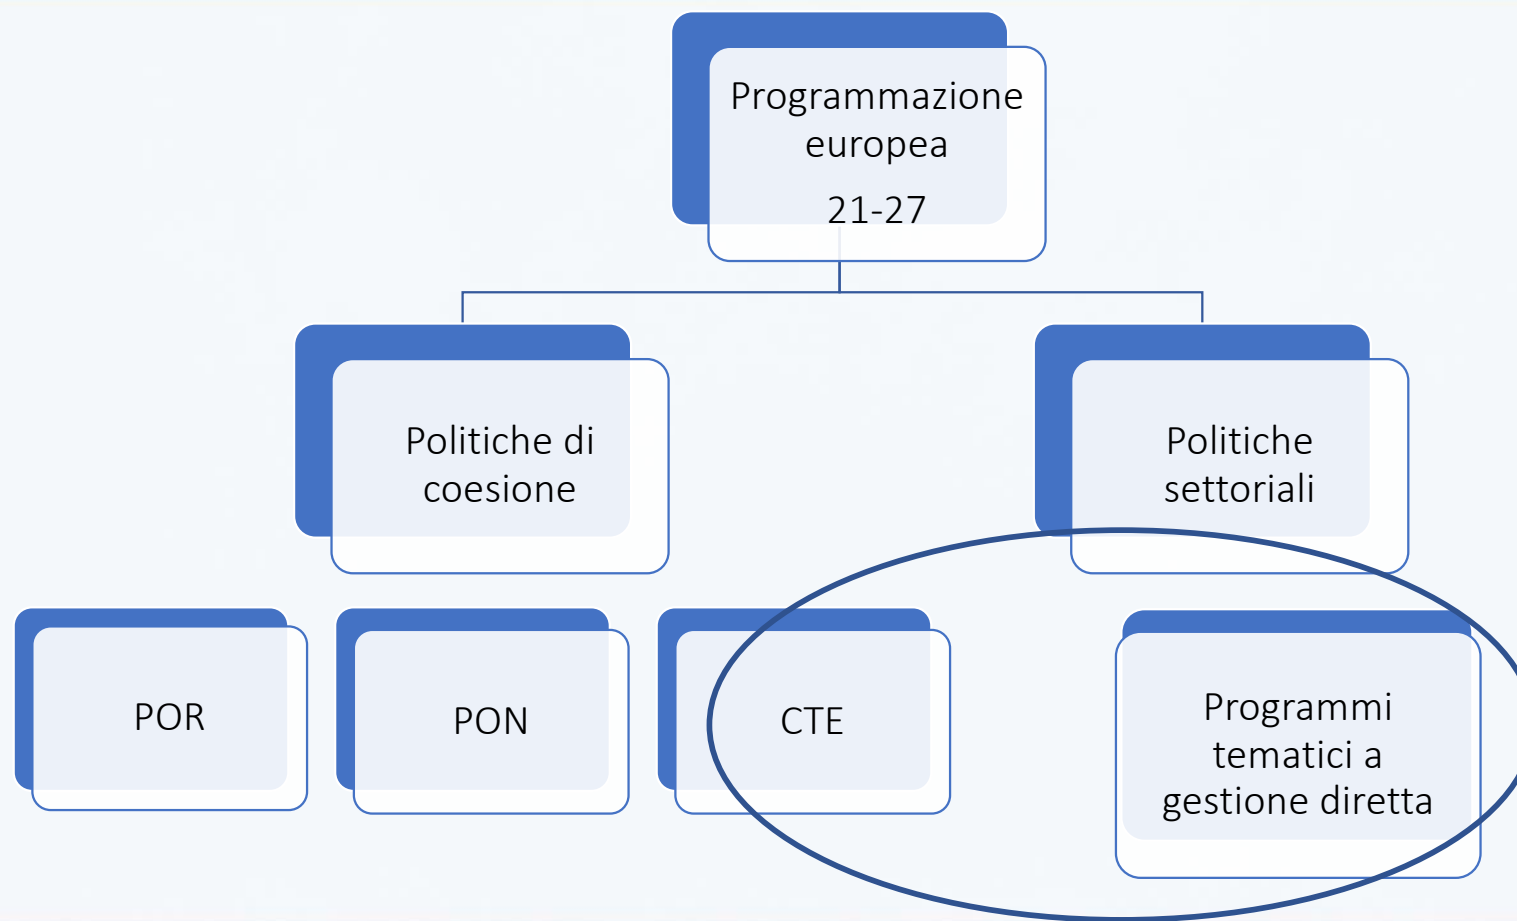 Programmazione
europea
21-27
Politiche di
coesione
Politiche
settoriali
POR
PON
CTE
Programmi
tematici a
gestione diretta